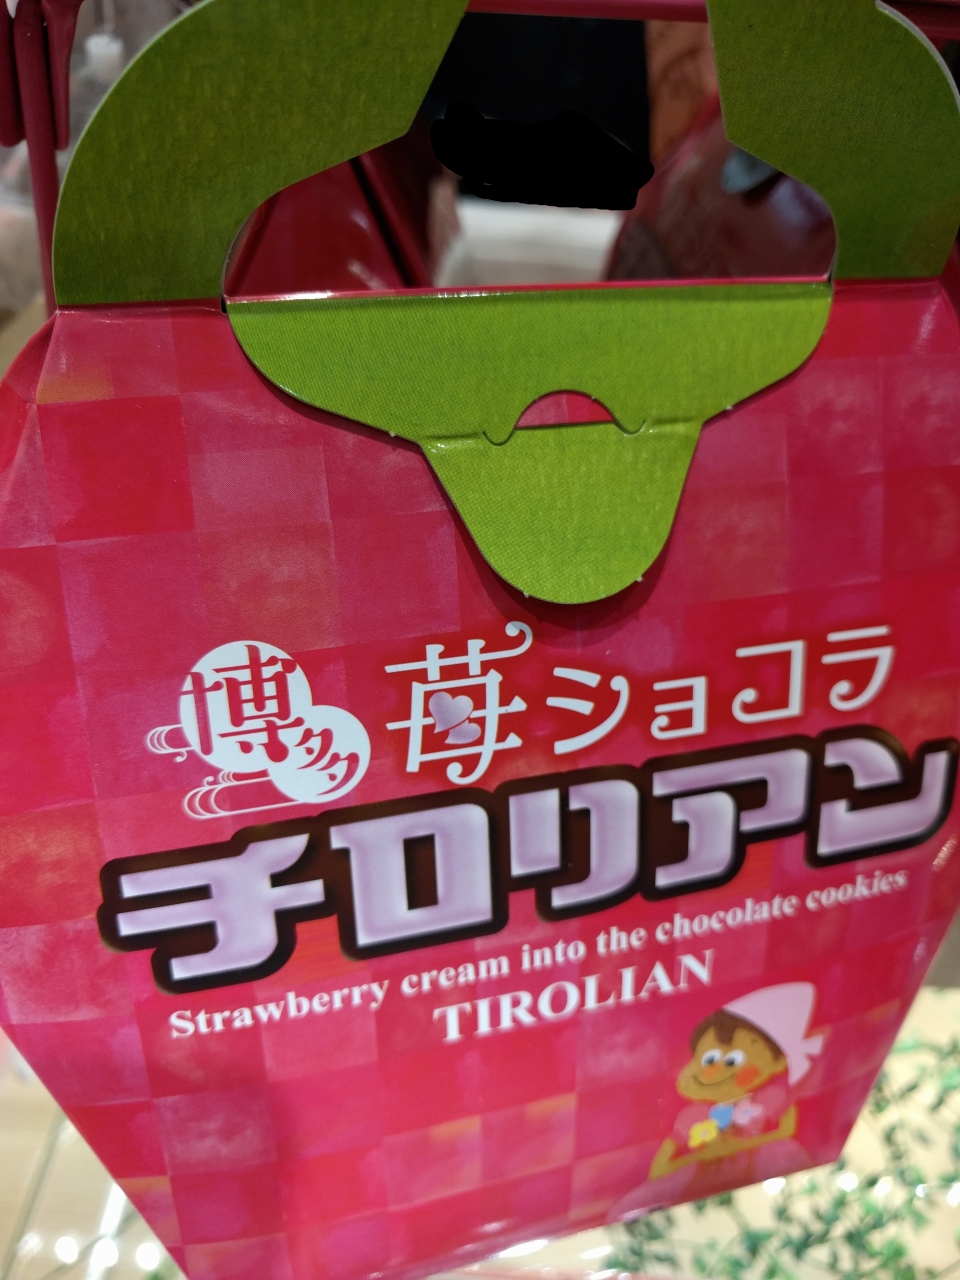 博多
苺ショコラ
チロリアン
Strawberry cream into the chocolate cookies
TIROLIAN